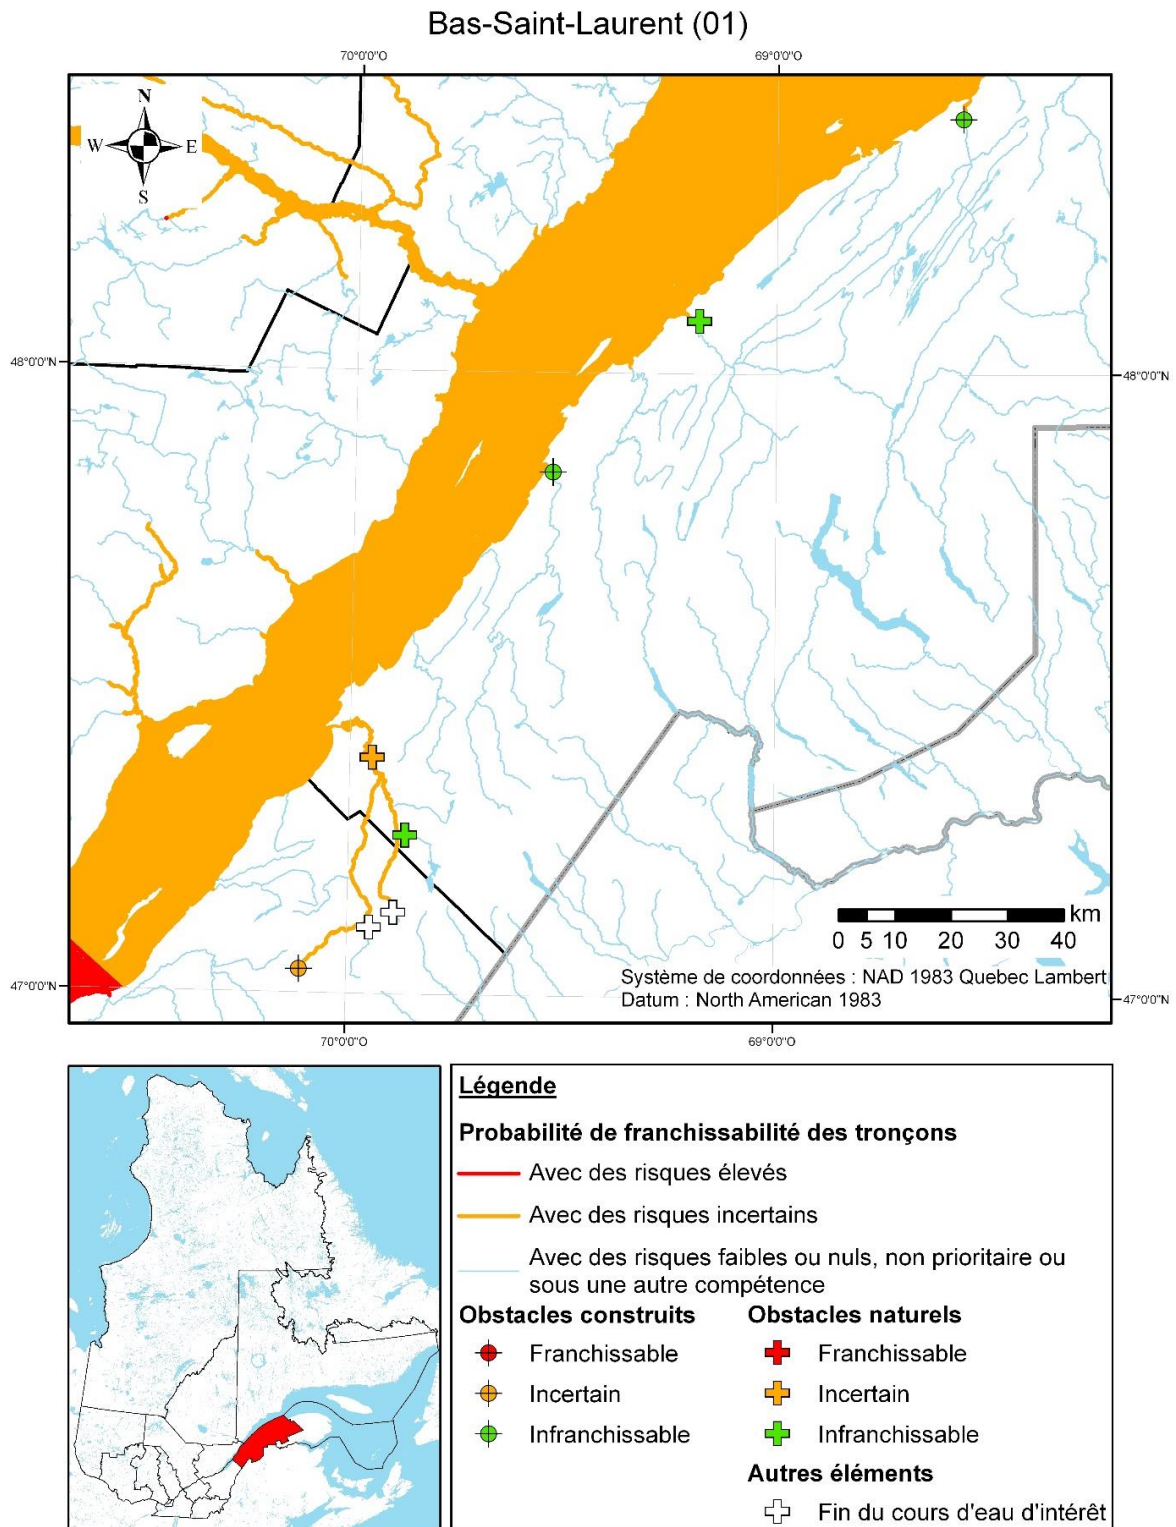 Bas-Saint-Laurent (01)
70°0'0"O
69°0'0"O
N
W
E
S
48°0'0"N
48°0'0"N
km
0 5 10 20 30 40
Système de coordonnées : NAD 1983 Quebec Lambert
Datum : North American 1983
47°0'0"N
47°0'0"N
70°0'0"O
69°0'0"O
Légende
Probabilité de franchissabilité des tronçons
Avec des risques élevés
Avec des risques incertains
Avec des risques faibles ou nuls, non prioritaire ou
sous une autre compétence
Obstacles construits
Franchissable
Incertain
Infranchissable
Obstacles naturels
Franchissable
Incertain
Infranchissable
Autres éléments
Fin du cours d'eau d'intérêt